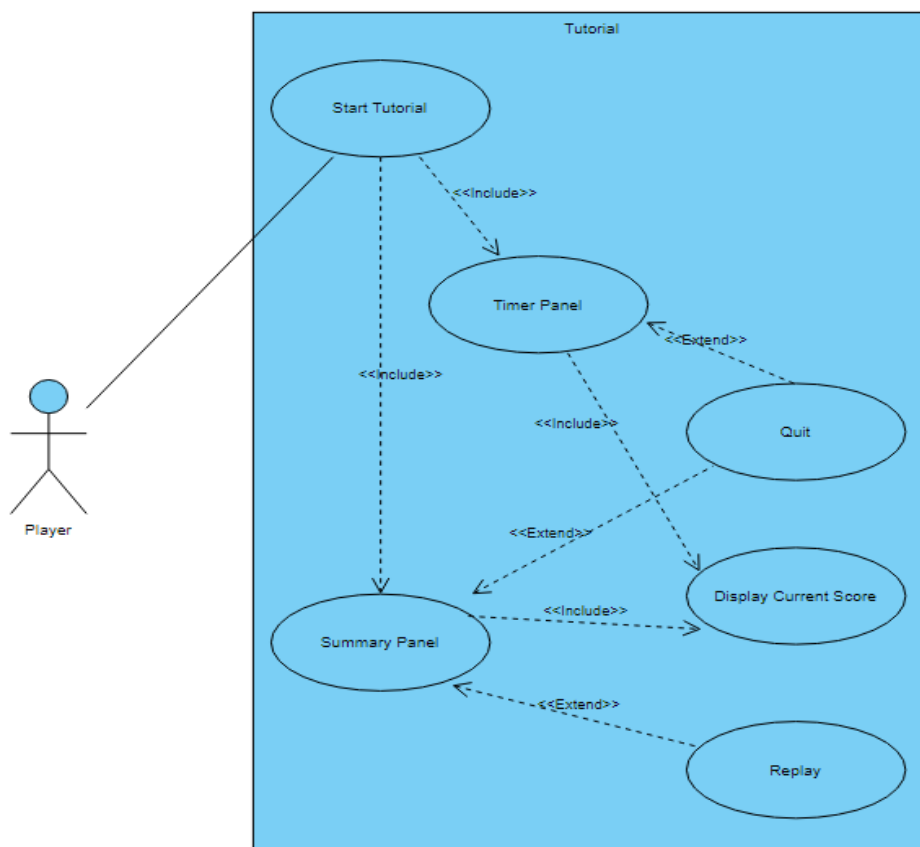 Tutorial
Start Tutorial
<<Include>>
Timer Panel
<<Extend>>
<<Include>>
<<Include>>
Quit
Player
<<Extend>>
Display Current Score
<<Include>>
Summary Panel
<<Extend>>
Replay